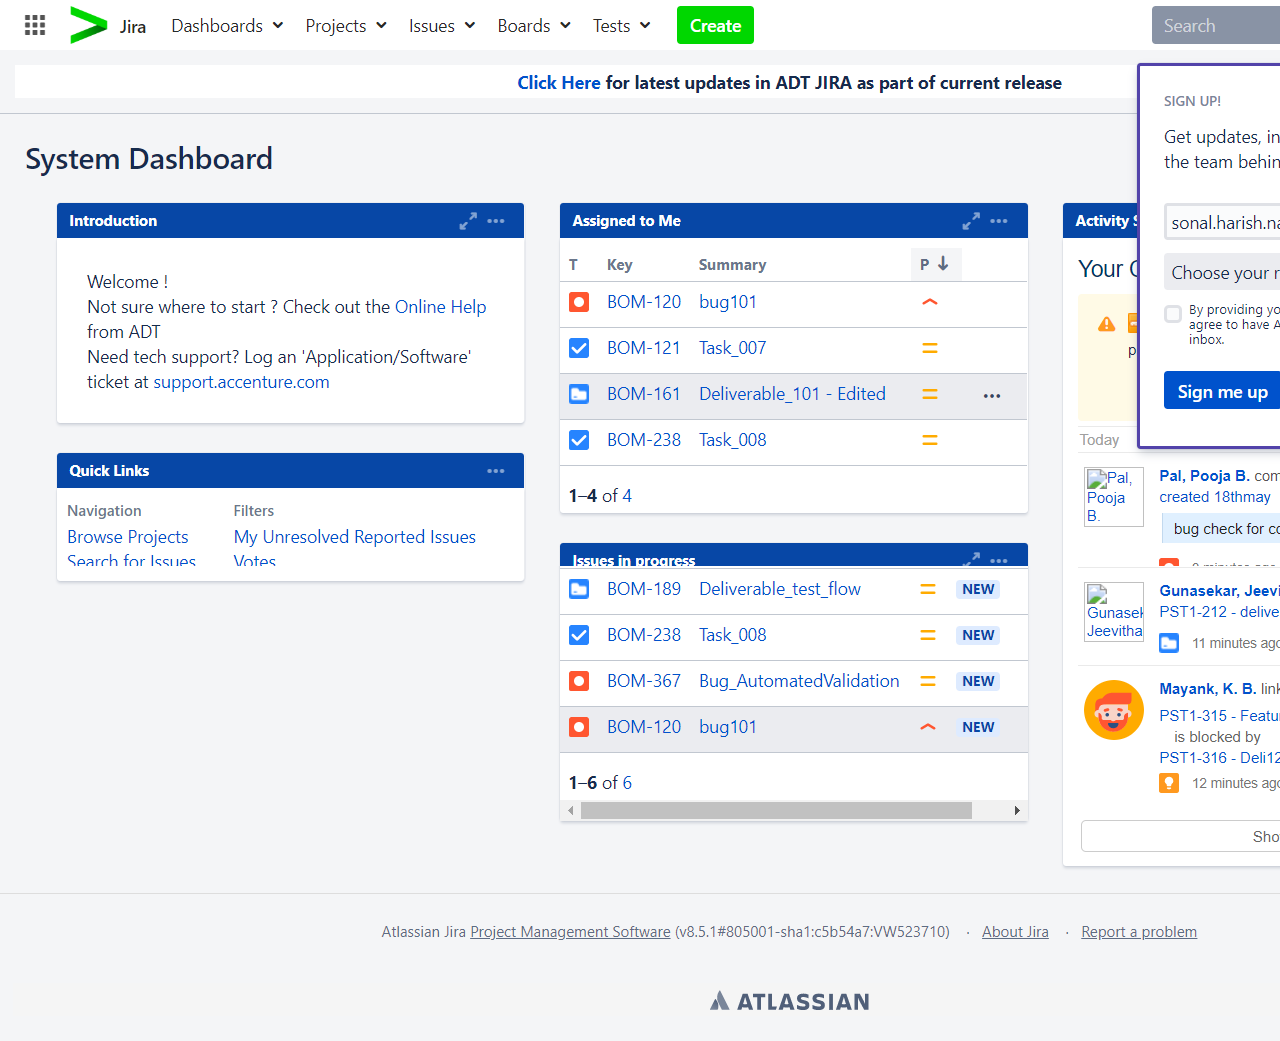 Jira Dashboards Projects Issues Boards Tests Create Search
Click Here for latest updates in ADT JIRA as part of current release
SIGN UP!
Get updates, in
the team behin
sonal.harish.na
Choose your r
By providing yo
agree to have A
inbox.
Sign me up
System Dashboard
Introduction
Welcome !
Not sure where to start ? Check out the Online Help
from ADT
Need tech support? Log an 'Application/Software'
ticket at support.accenture.com
Quick Links
Navigation Filters
Browse Projects My Unresolved Reported Issues
Search for Issues Votes
Assigned to Me
T Key Summary P
BOM-120 bug101
BOM-121 Task_007
BOM-161 Deliverable_101 - Edited
BOM-238 Task_008
1–4 of 4
Issues in progress
BOM-189 Deliverable_test_flow NEW
BOM-238 Task_008 NEW
BOM-367 Bug_AutomatedValidation NEW
BOM-120 bug101 NEW
1–6 of 6
Activity S
Your C
p
Today
Pal,
Pooja
B.
Pal, Pooja B. com
created 18thmay
bug check for co
Gunasek
Jeevitha
Gunasekar, Jeevi
PST1-212 - delive
11 minutes ago
Mayank, K. B. link
PST1-315 - Featu
is blocked by
PST1-316 - Deli12
12 minutes ago
Sho
Atlassian Jira Project Management Software (v8.5.1#805001-sha1:c5b54a7:VW523710) · About Jira · Report a problem
ATLASSIAN